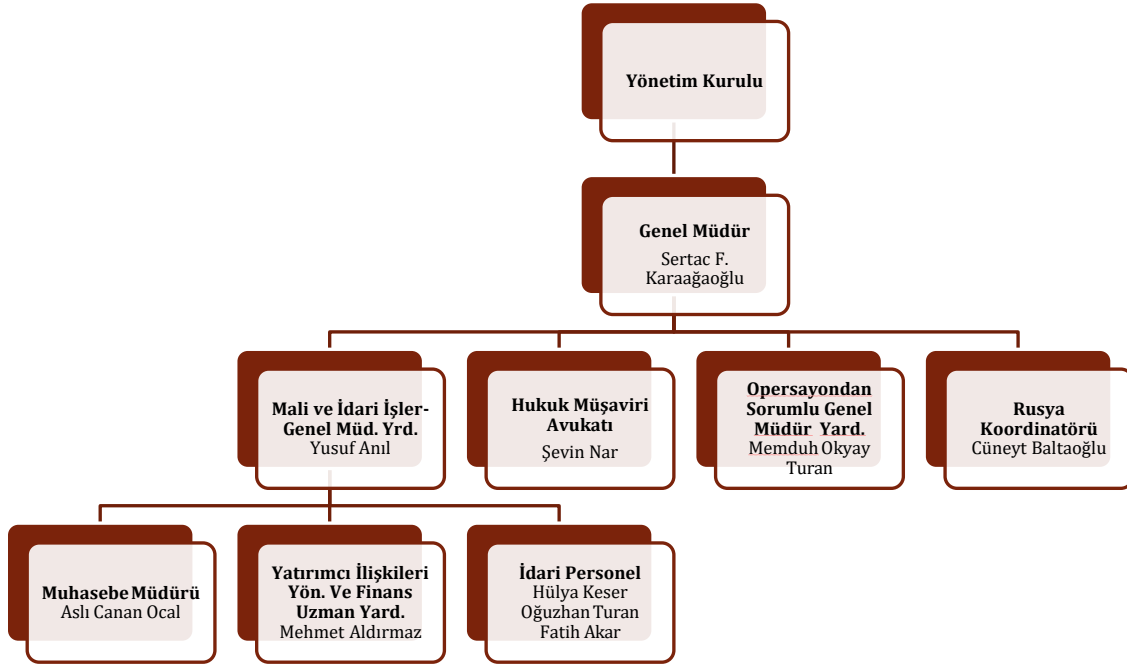 Yönetim Kurulu
Genel Müdür
Sertac F.
Karaağaoğlu
Mali ve İdari İşler-
Genel Müd. Yrd.
Yusuf Anıl
Hukuk Müşaviri
Avukatı
Şevin Nar
Opersayondan
Sorumlu Genel
Müdür Yard.
Memduh Okyay
Turan
Rusya
Koordinatörü
Cüneyt Baltaoğlu
Muhasebe Müdürü
Aslı Canan Ocal
Yatırımcı İlişkileri
Yön. Ve Finans
Uzman Yard.
Mehmet Aldırmaz
İdari Personel
Hülya Keser
Oğuzhan Turan
Fatih Akar